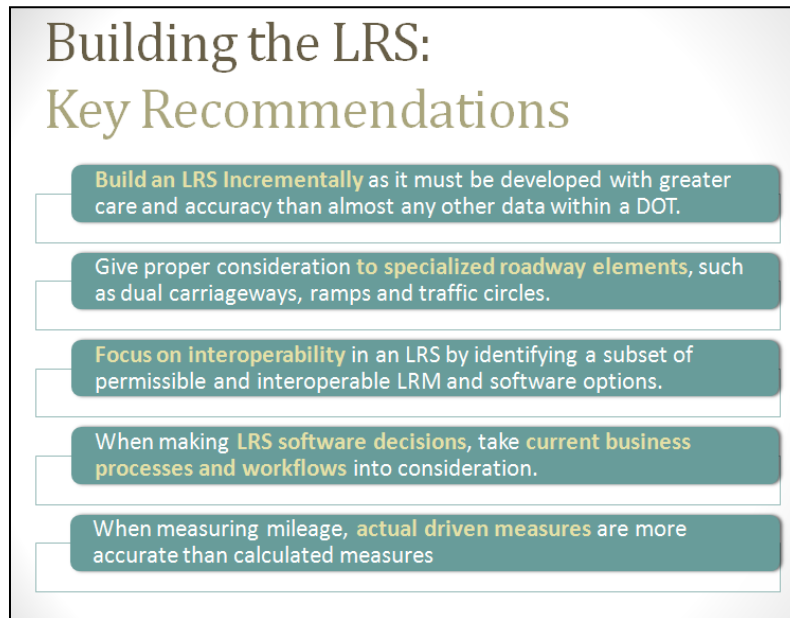 Building the LRS:
Key Recommendations
Build an LRS Incrementally as it must be developed with greater
care and accuracy than almost any other data within a DOT.
Give proper consideration to specialized roadway elements, such
as dual carriageways, ramps and traffic circles.
Focus on interoperability in an LRS by identifying a subset of
permissible and interoperable LRM and software options.
When making LRS software decisions, take current business
processes and workflows into consideration.
When measuring mileage, actual driven measures are more
accurate than calculated measures